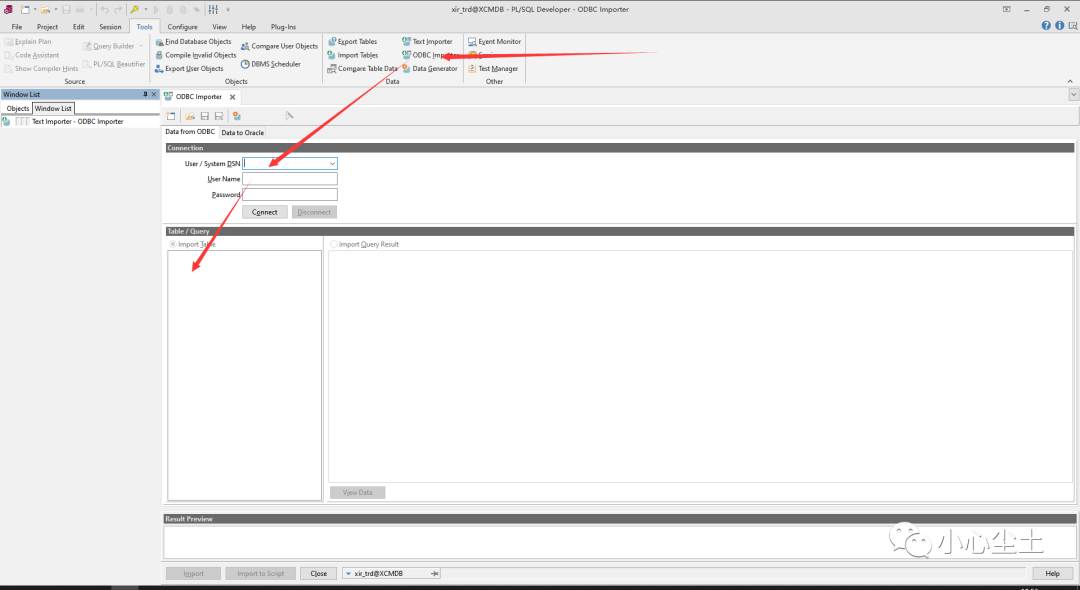 xir_trd@XCMDB - PL/SQL Developer - ODBC Importer
File Project Edit Session Tools Configure View Help Plug-Ins
Explain Plan
Code Assistant
Show Compiler Hints
Query Builder
PL/SQL Beautifier
Source
Find Database Objects
Compile Invalid Objects
Export User Objects
Compare User Objects
DBMS Scheduler
Objects
Export Tables
Import Tables
Compare Table Data
Text Importer
ODBC Importer
Data Generator
Data
Event Monitor
Test Manager
Other
Window List
Objects Window List
Text Importer - ODBC Importer
ODBC Importer
Data from ODBC Data to Oracle
Connection
User / System DSN
User Name
Password
Connect Disconnect
Table / Query
Import Table Import Query Result
View Data
Result Preview
小心尘土
Import Import to Script Close xir_trd@XCMDB Help